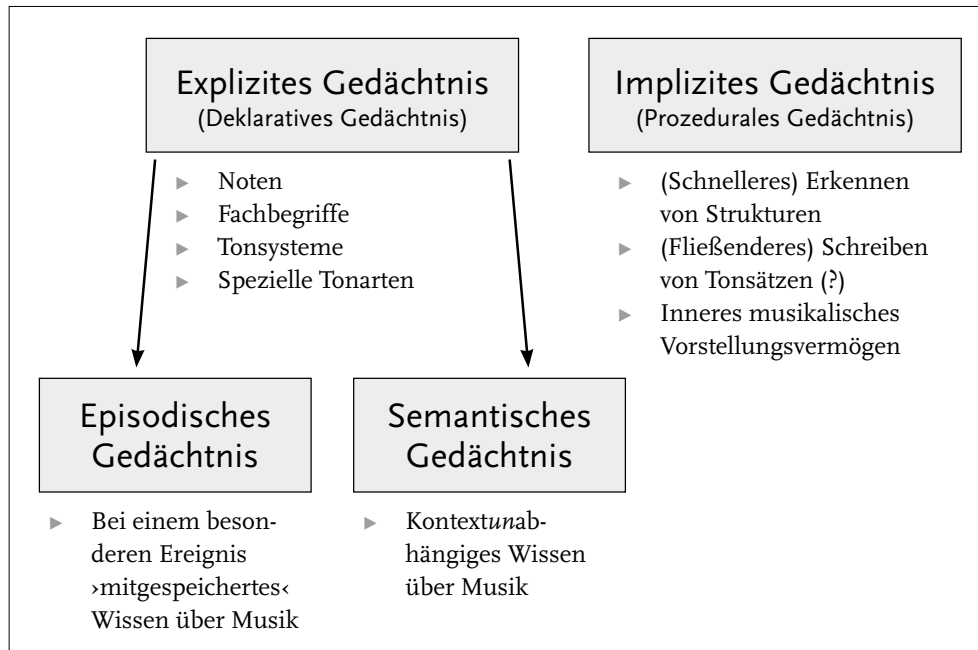 Explizites Gedächtnis
(Deklaratives Gedächtnis)
▶ Noten
▶ Fachbegriffe
▶ Tonsysteme
▶ Spezielle Tonarten
Implizites Gedächtnis
(Prozedurales Gedächtnis)
▶ (Schnelleres) Erkennen
von Strukturen
▶ (Fließenderes) Schreiben
von Tonsätzen (?)
▶ Inneres musikalisches
Vorstellungsvermögen
Episodisches
Gedächtnis
▶ Bei einem beson-
deren Ereignis
›mitgespeichertes‹
Wissen über Musik
Semantisches
Gedächtnis
▶ Kontextunab-
hängiges Wissen
über Musik